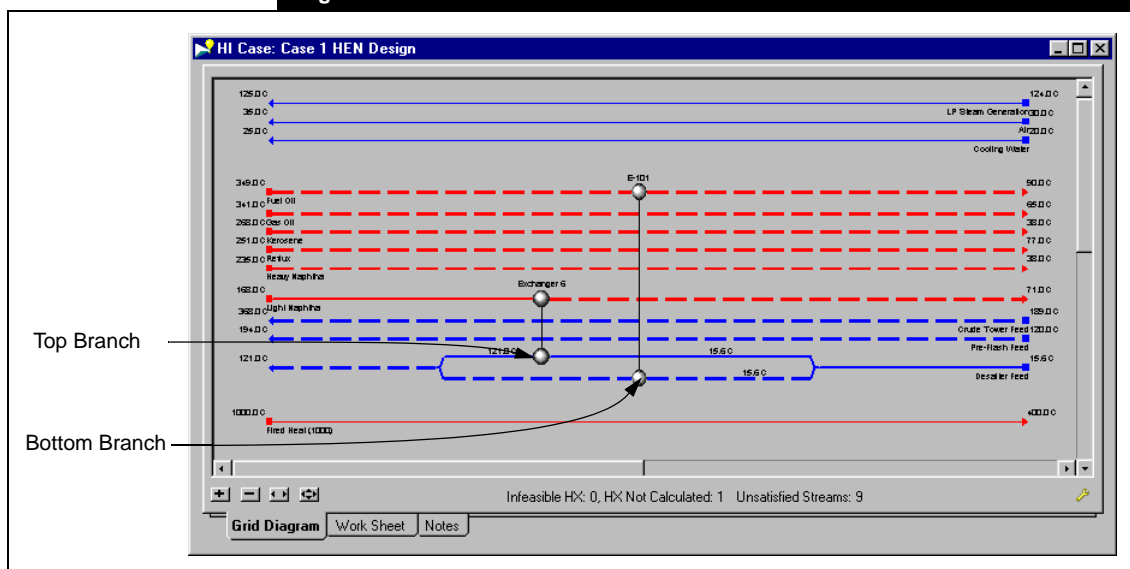 HI Case: Case 1 HEN Design
125.0 C
124.0 C
LP Steam Generation
35.0 C
30.0 C
Air
25.0 C
20.0 C
Cooling Water
E-101
349.0 C
90.0 C
Fuel Oil
341.0 C
65.0 C
Gas Oil
268.0 C
38.0 C
Kerosene
251.0 C
77.0 C
Reflux
235.0 C
38.0 C
Heavy Naphtha
Exchanger 6
168.0 C
71.0 C
Light Naphtha
368.0 C
189.0 C
Crude Tower Feed
194.0 C
120.0 C
Pre-Flash Feed
Top Branch
121.0 C
121.0 C
15.6 C
15.6 C
15.6 C
Desalter Feed
1000.0 C
400.0 C
Fired Heat (1000)
Bottom Branch
Infeasible HX: 0, HX Not Calculated: 1 Unsatisfied Streams: 9
Grid Diagram
Work Sheet
Notes